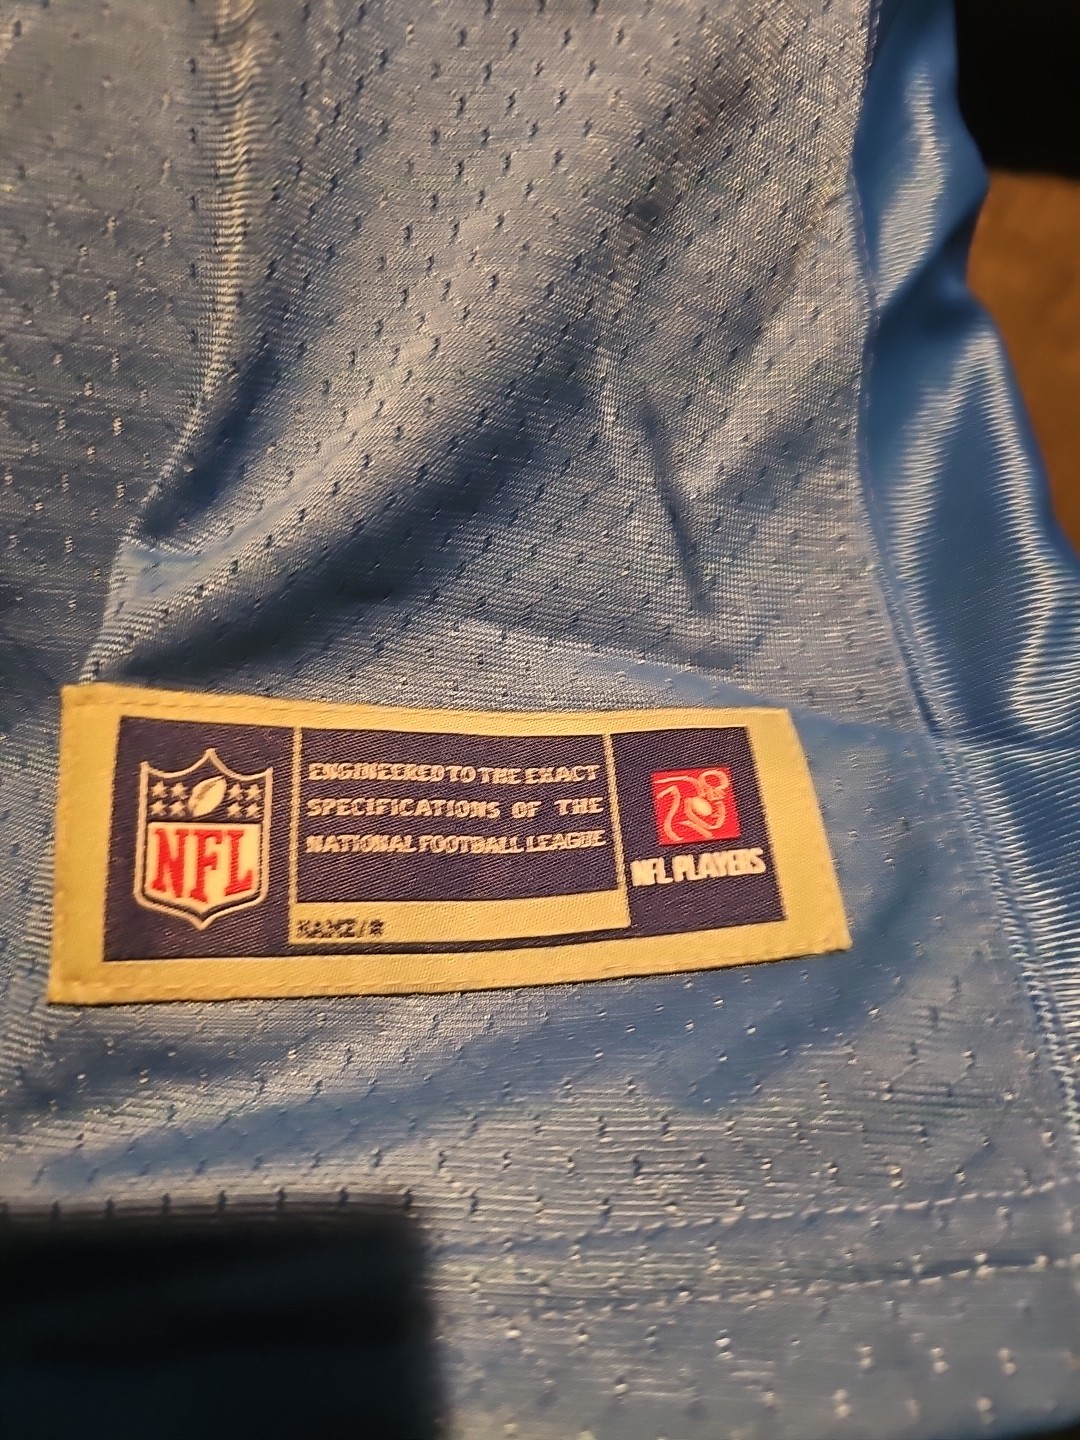 NFL
ENGINEERED TO THE EXACT
SPECIFICATIONS OF THE
NATIONAL FOOTBALL LEAGUE
NAME/#
NFL PLAYERS